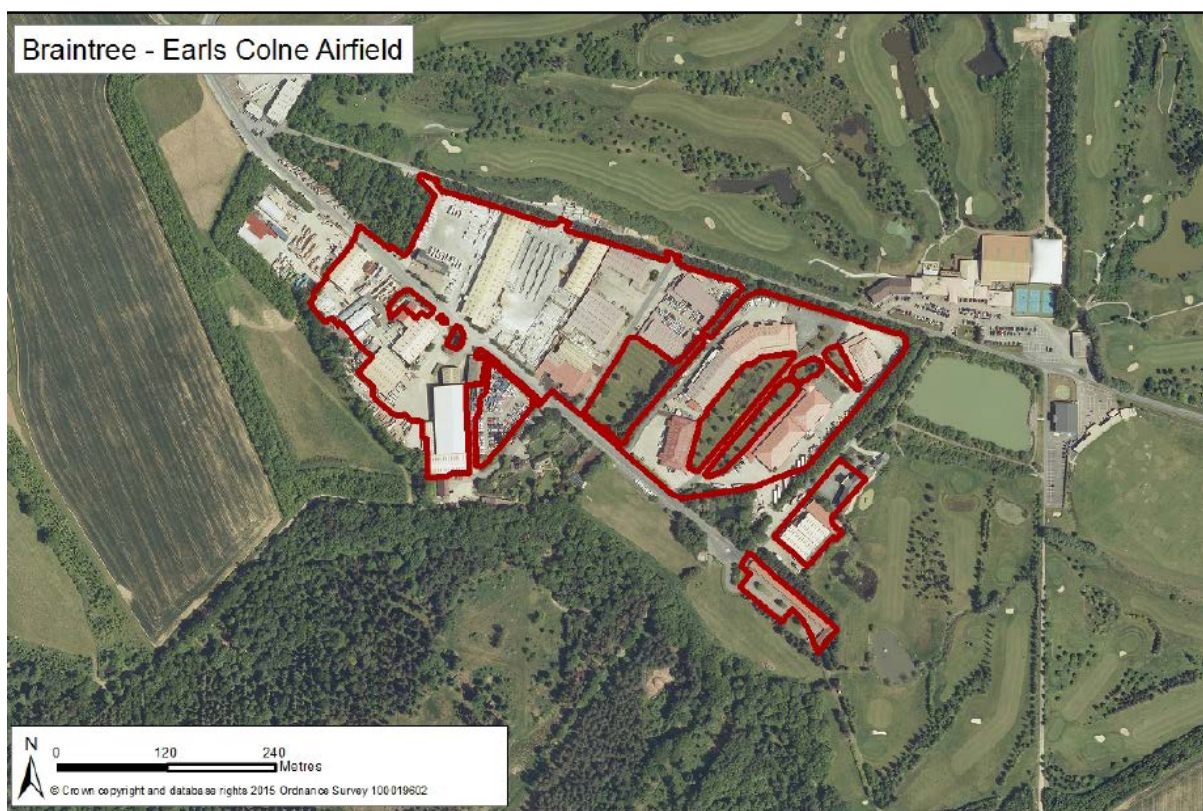 Braintree - Earls Colne Airfield
N
0 120 240
Metres
© Crown copyright and database rights 2015 Ordnance Survey 100019602